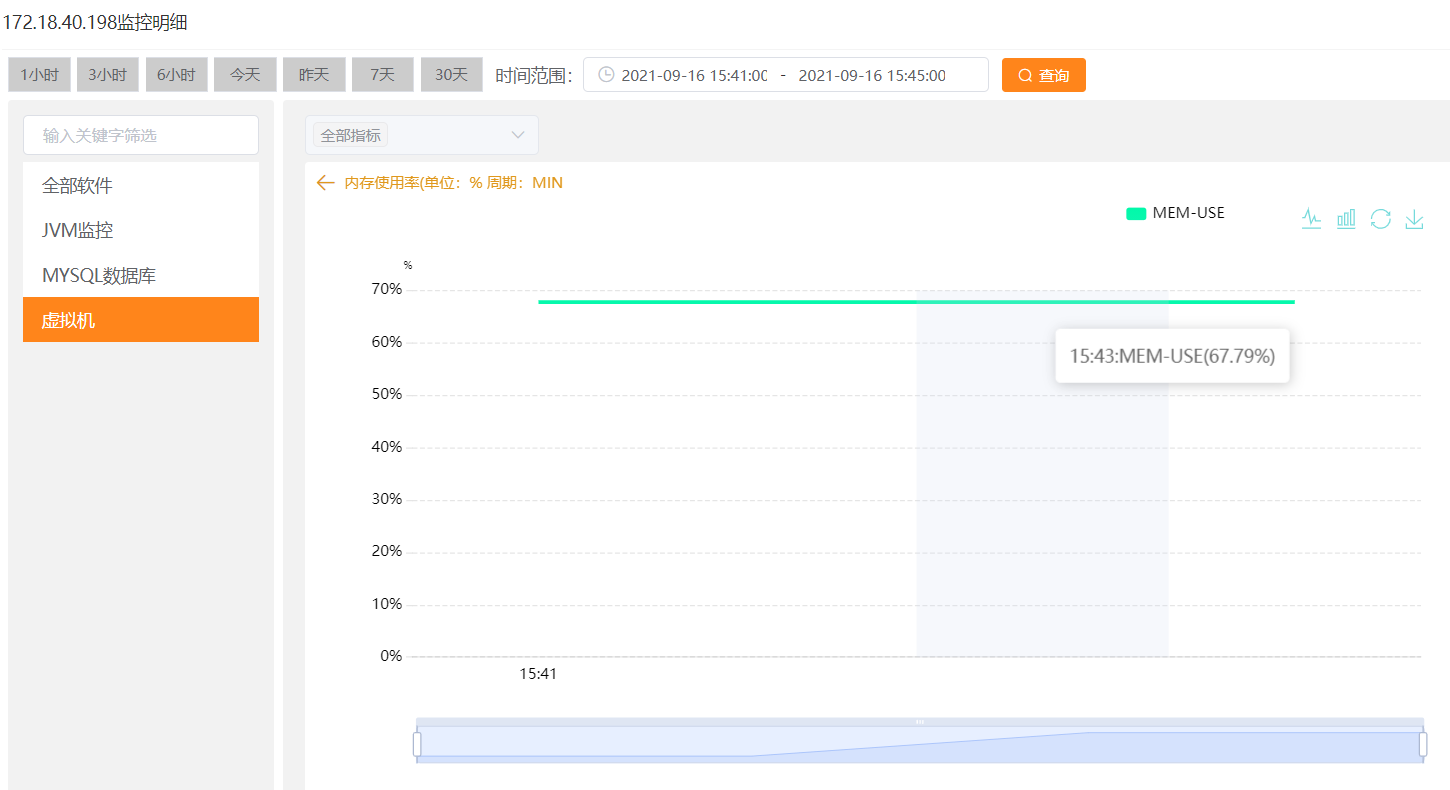 172.18.40.198监控明细
1小时 3小时 6小时 今天 昨天 7天 30天 时间范围： 2021-09-16 15:41:00 - 2021-09-16 15:45:00 查询
输入关键字筛选
全部软件
JVM监控
MYSQL数据库
虚拟机
全部指标
内存使用率(单位：% 周期：MIN
MEM-USE
%
70%
60%
15:43:MEM-USE(67.79%)
50%
40%
30%
20%
10%
0%
15:41